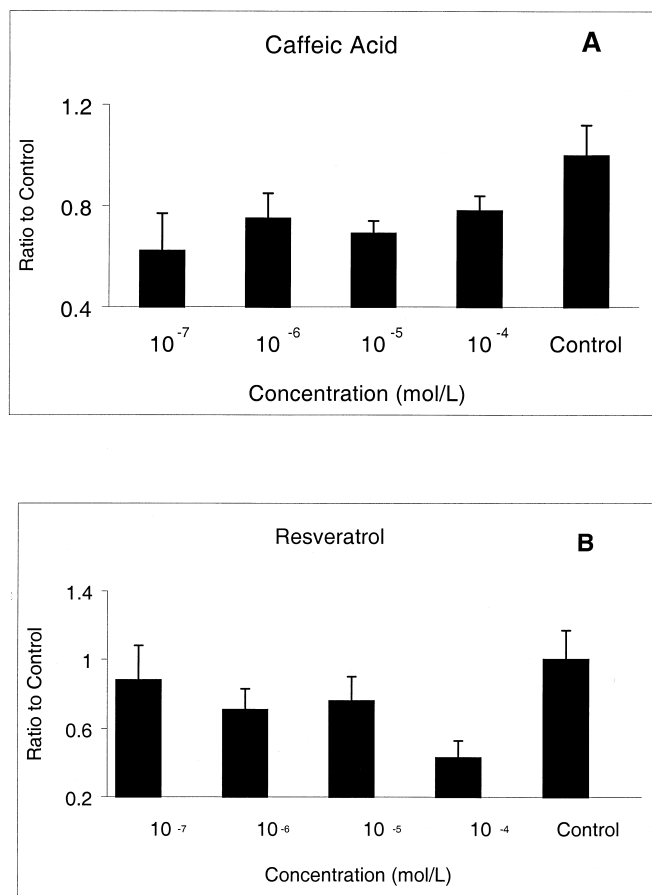 Caffeic Acid
A
Ratio to Control
1.2
0.8
0.4
10⁻⁷ 10⁻⁶ 10⁻⁵ 10⁻⁴ Control
Concentration (mol/L)
Resveratrol
B
Ratio to Control
1.4
1
0.6
0.2
10⁻⁷ 10⁻⁶ 10⁻⁵ 10⁻⁴ Control
Concentration (mol/L)